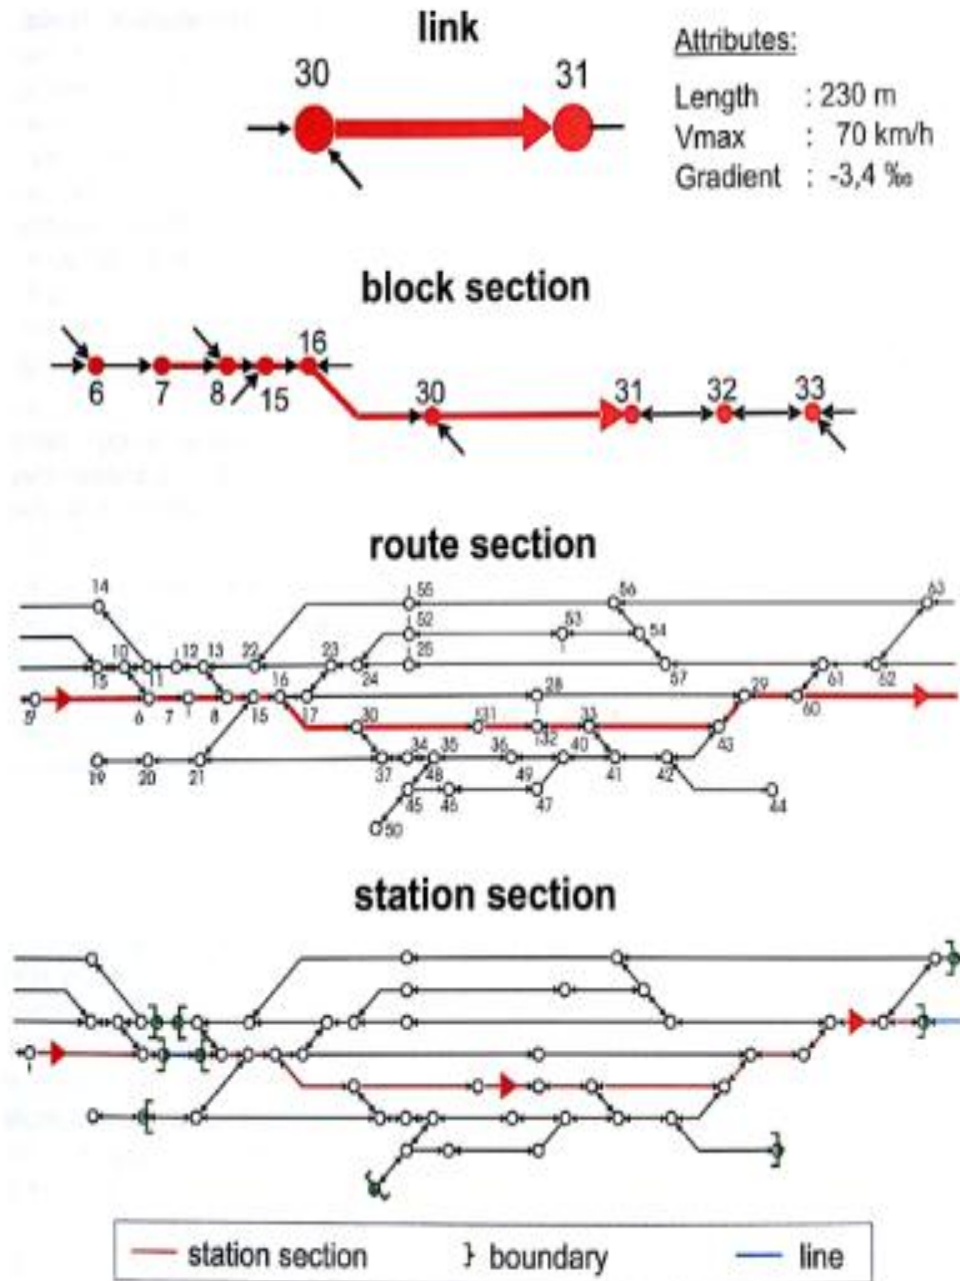 link
30 31
Attributes:
Length : 230 m
Vmax : 70 km/h
Gradient : -3,4 ‰
block section
16
6 7 8 15 30 31 32 33
route section
14 55 56 63
52 53 54
10 12 13 22 23 25
15 11 24 57 61 62
16 28 29
6 7 8 15 17 30 31 32 33 43 60
34 35 36 40
19 20 21 37 48 49 41 42
45 46 47 44
50
station section
station section } boundary line